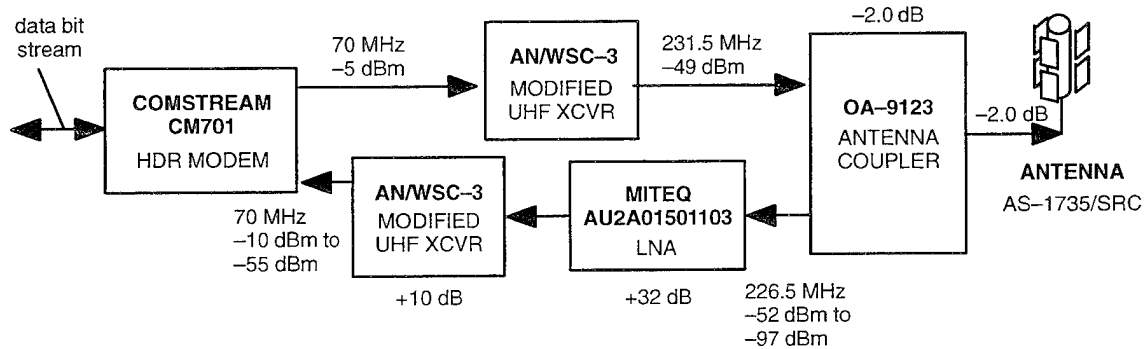 data bit
stream
COMSTREAM
CM701
HDR MODEM
70 MHz
–5 dBm
AN/WSC–3
MODIFIED
UHF XCVR
231.5 MHz
–49 dBm
–2.0 dB
OA–9123
ANTENNA
COUPLER
–2.0 dB
ANTENNA
AS–1735/SRC
70 MHz
–10 dBm to
–55 dBm
AN/WSC–3
MODIFIED
UHF XCVR
+10 dB
MITEQ
AU2A01501103
LNA
+32 dB
226.5 MHz
–52 dBm to
–97 dBm